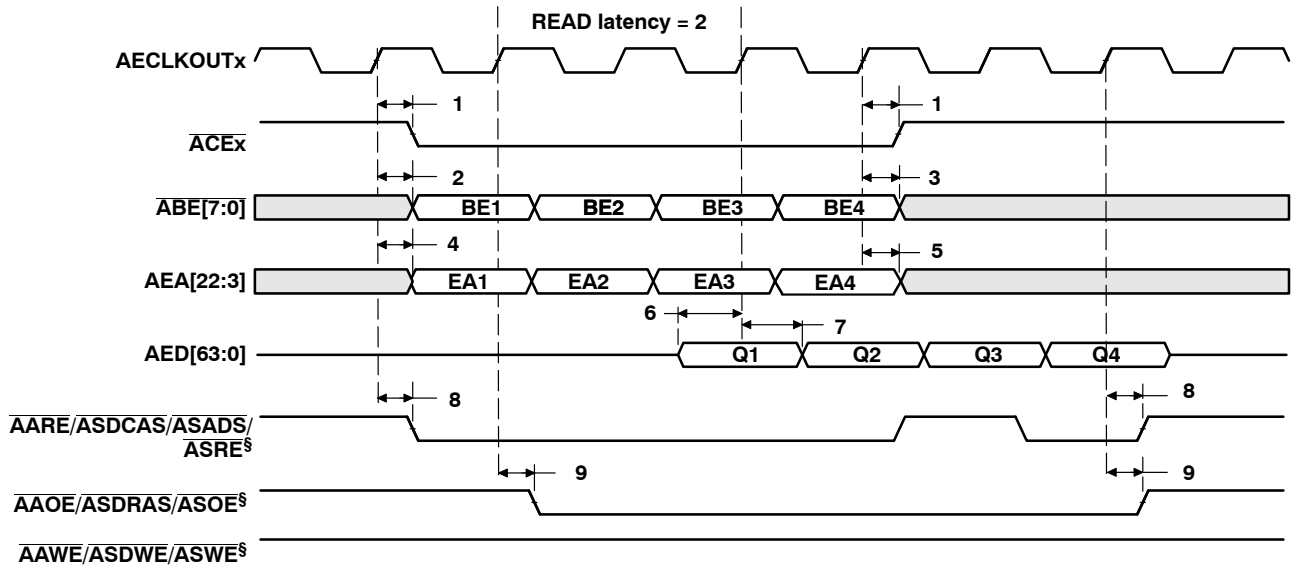 READ latency = 2
AECLKOUTx
1 1
ACEx
2 3
ABE[7:0] BE1 BE2 BE3 BE4
4 5
AEA[22:3] EA1 EA2 EA3 EA4
6 7
AED[63:0] Q1 Q2 Q3 Q4
8 8
AARE/ASDCAS/ASADS/
ASRE§
9 9
AAOE/ASDRAS/ASOE§
AAWE/ASDWE/ASWE§